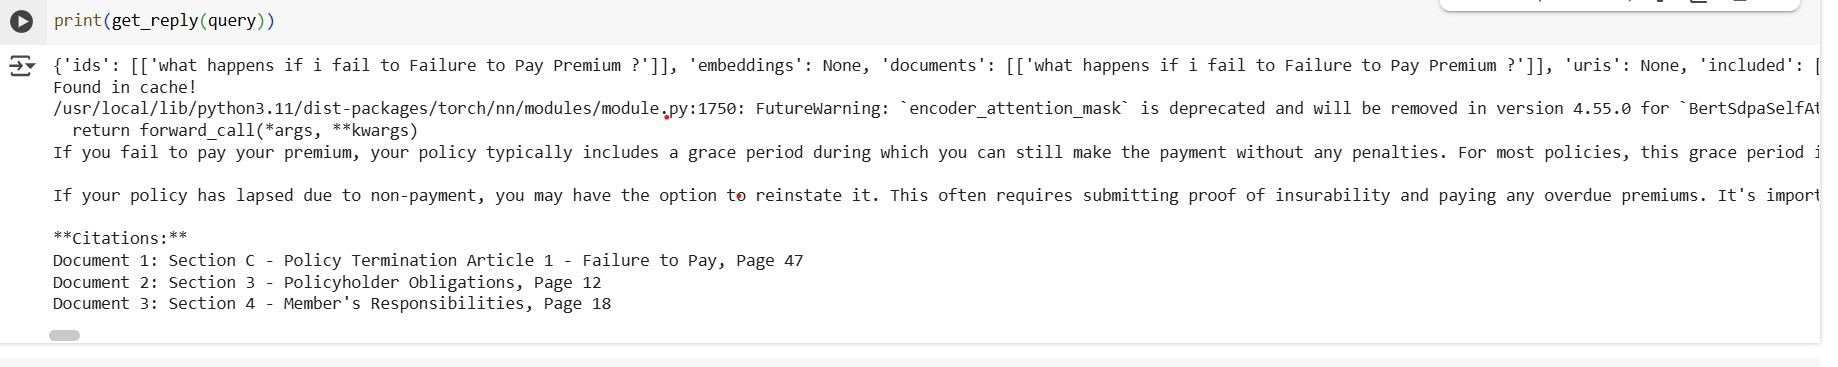 print(get_reply(query))
{'ids': [['what happens if i fail to Failure to Pay Premium ?']], 'embeddings': None, 'documents': [['what happens if i fail to Failure to Pay Premium ?']], 'uris': None, 'included': [
Found in cache!
/usr/local/lib/python3.11/dist-packages/torch/nn/modules/module.py:1750: FutureWarning: `encoder_attention_mask` is deprecated and will be removed in version 4.55.0 for `BertSdpaSelfAt
  return forward_call(*args, **kwargs)
If you fail to pay your premium, your policy typically includes a grace period during which you can still make the payment without any penalties. For most policies, this grace period i
If your policy has lapsed due to non-payment, you may have the option to reinstate it. This often requires submitting proof of insurability and paying any overdue premiums. It's import
**Citations:**
Document 1: Section C - Policy Termination Article 1 - Failure to Pay, Page 47
Document 2: Section 3 - Policyholder Obligations, Page 12
Document 3: Section 4 - Member's Responsibilities, Page 18